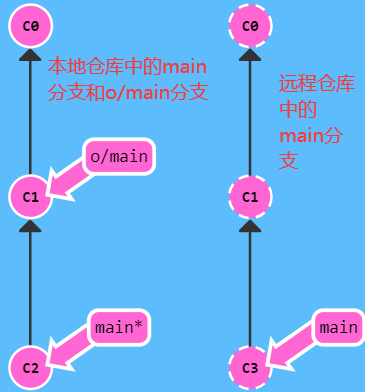 C0
本地仓库中的main
分支和o/main分支
o/main
C1
main*
C2
C0
远程仓库
中的
main分
支
C1
main
C3